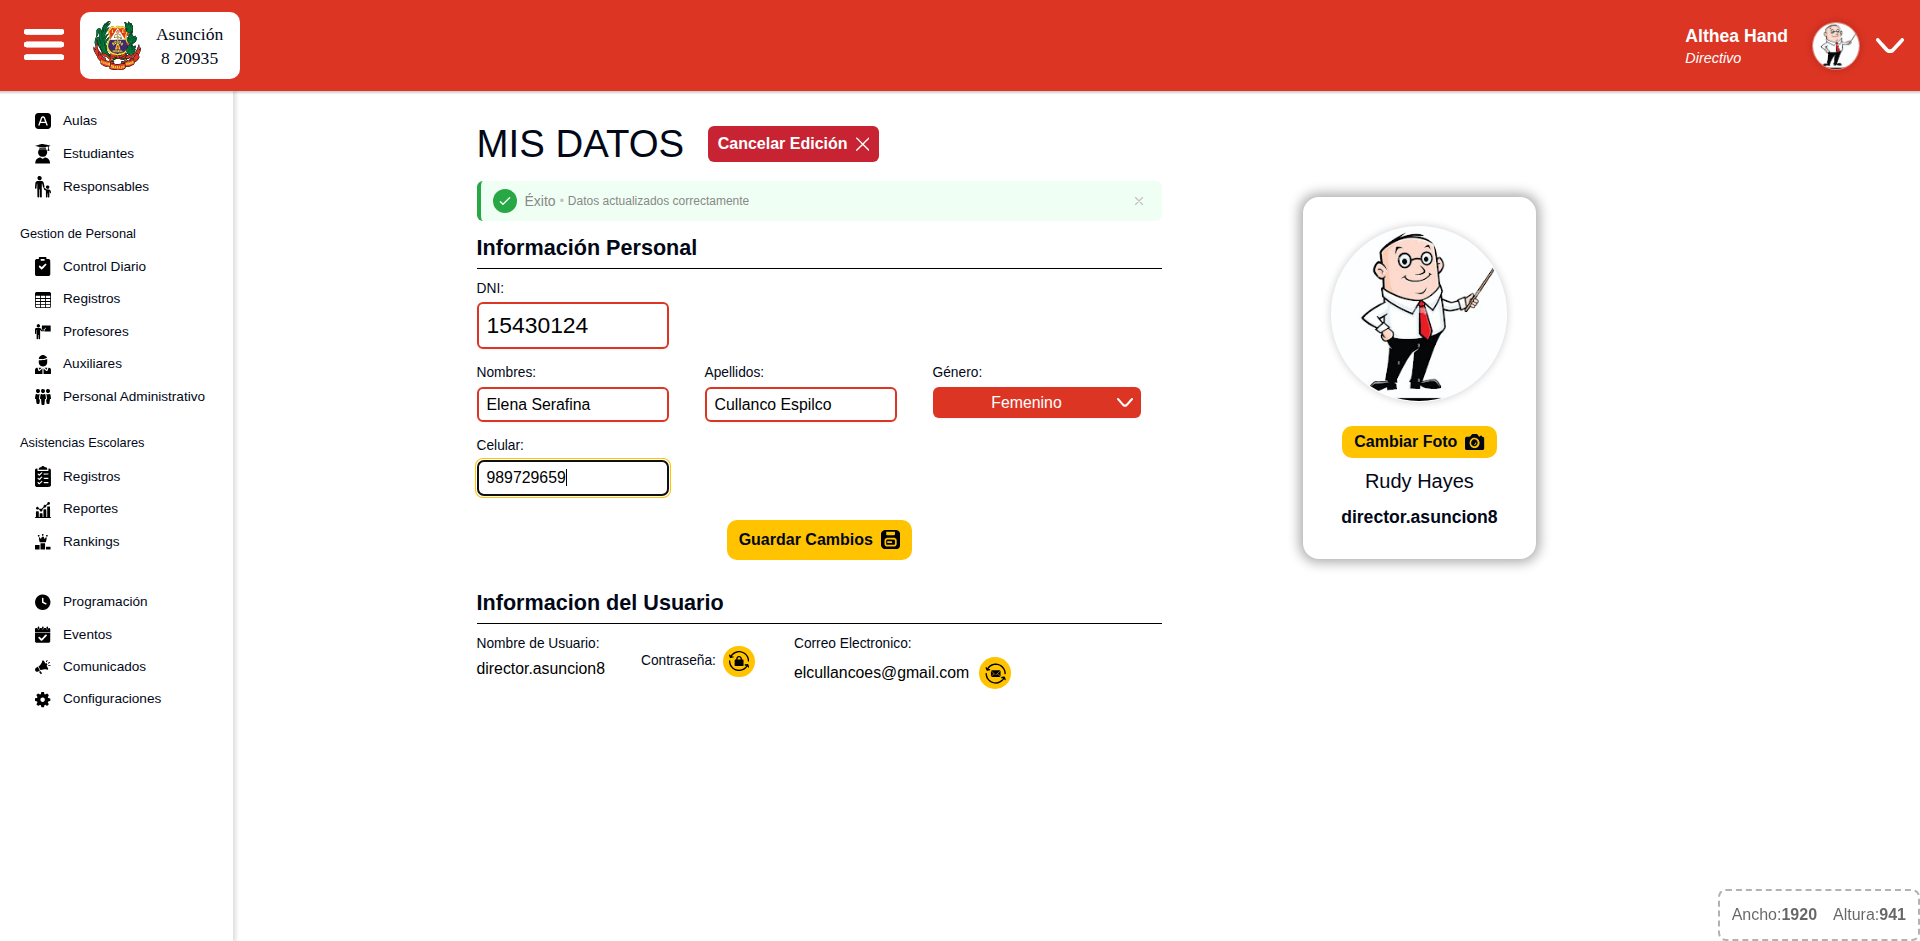 Asunción
8 20935
Althea Hand
Directivo
Aulas
Estudiantes
Responsables
Gestion de Personal
Control Diario
Registros
Profesores
Auxiliares
Personal Administrativo
Asistencias Escolares
Registros
Reportes
Rankings
Programación
Eventos
Comunicados
Configuraciones
MIS DATOS
Cancelar Edición
Éxito • Datos actualizados correctamente
Información Personal
DNI:
15430124
Nombres: Apellidos: Género:
Elena Serafina Cullanco Espilco Femenino
Celular:
989729659
Guardar Cambios
Informacion del Usuario
Nombre de Usuario: Contraseña: Correo Electronico:
director.asuncion8 elcullancoes@gmail.com
Cambiar Foto
Rudy Hayes
director.asuncion8
Ancho:1920 Altura:941